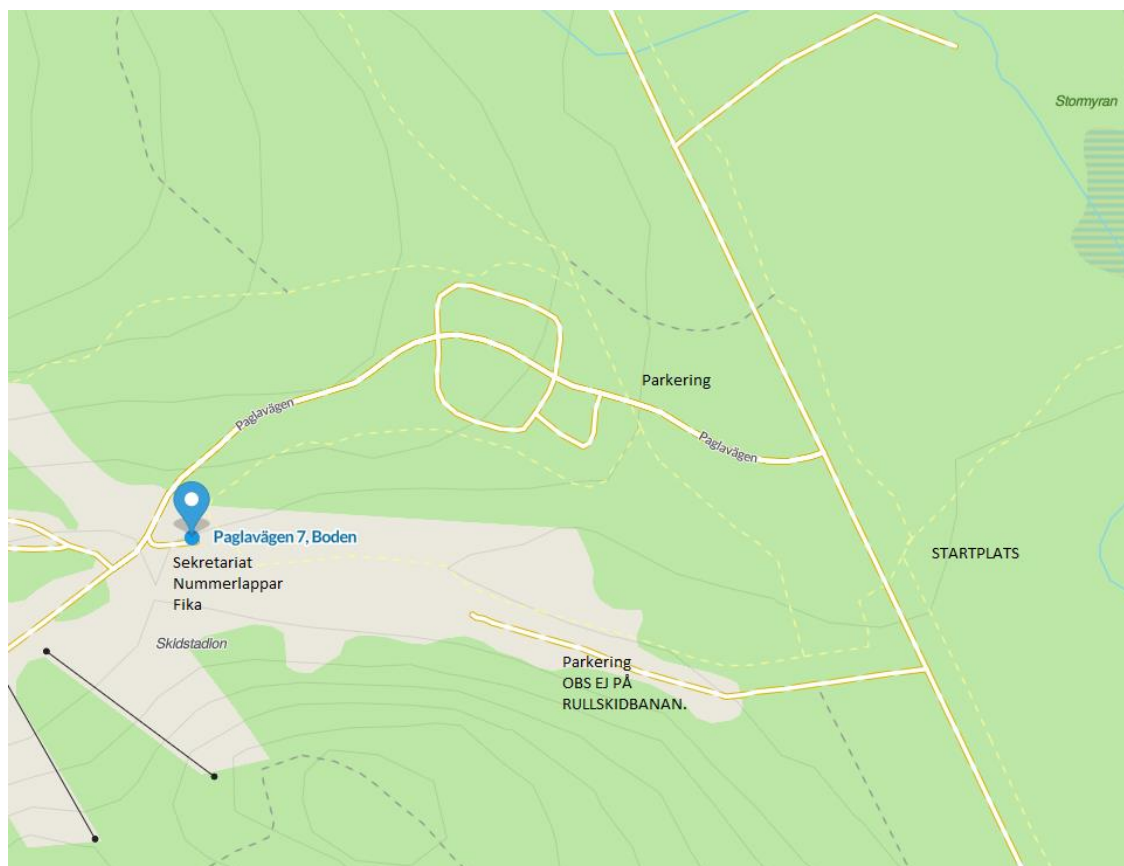 Stormyran
Parkering
Paglavägen
Paglavägen
Paglavägen 7, Boden
Sekretariat
Nummerlappar
Fika
STARTPLATS
Skidstadion
Parkering
OBS EJ PÅ
RULLSKIDBANAN.